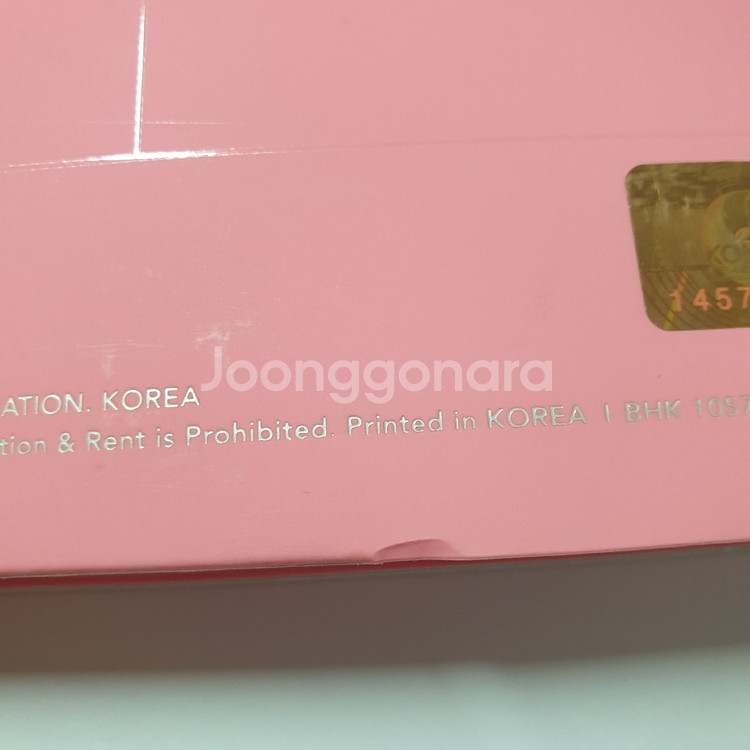 1457
Joonggonara
ATION. KOREA
tion & Rent is Prohibited. Printed in KOREA | BHK 1057